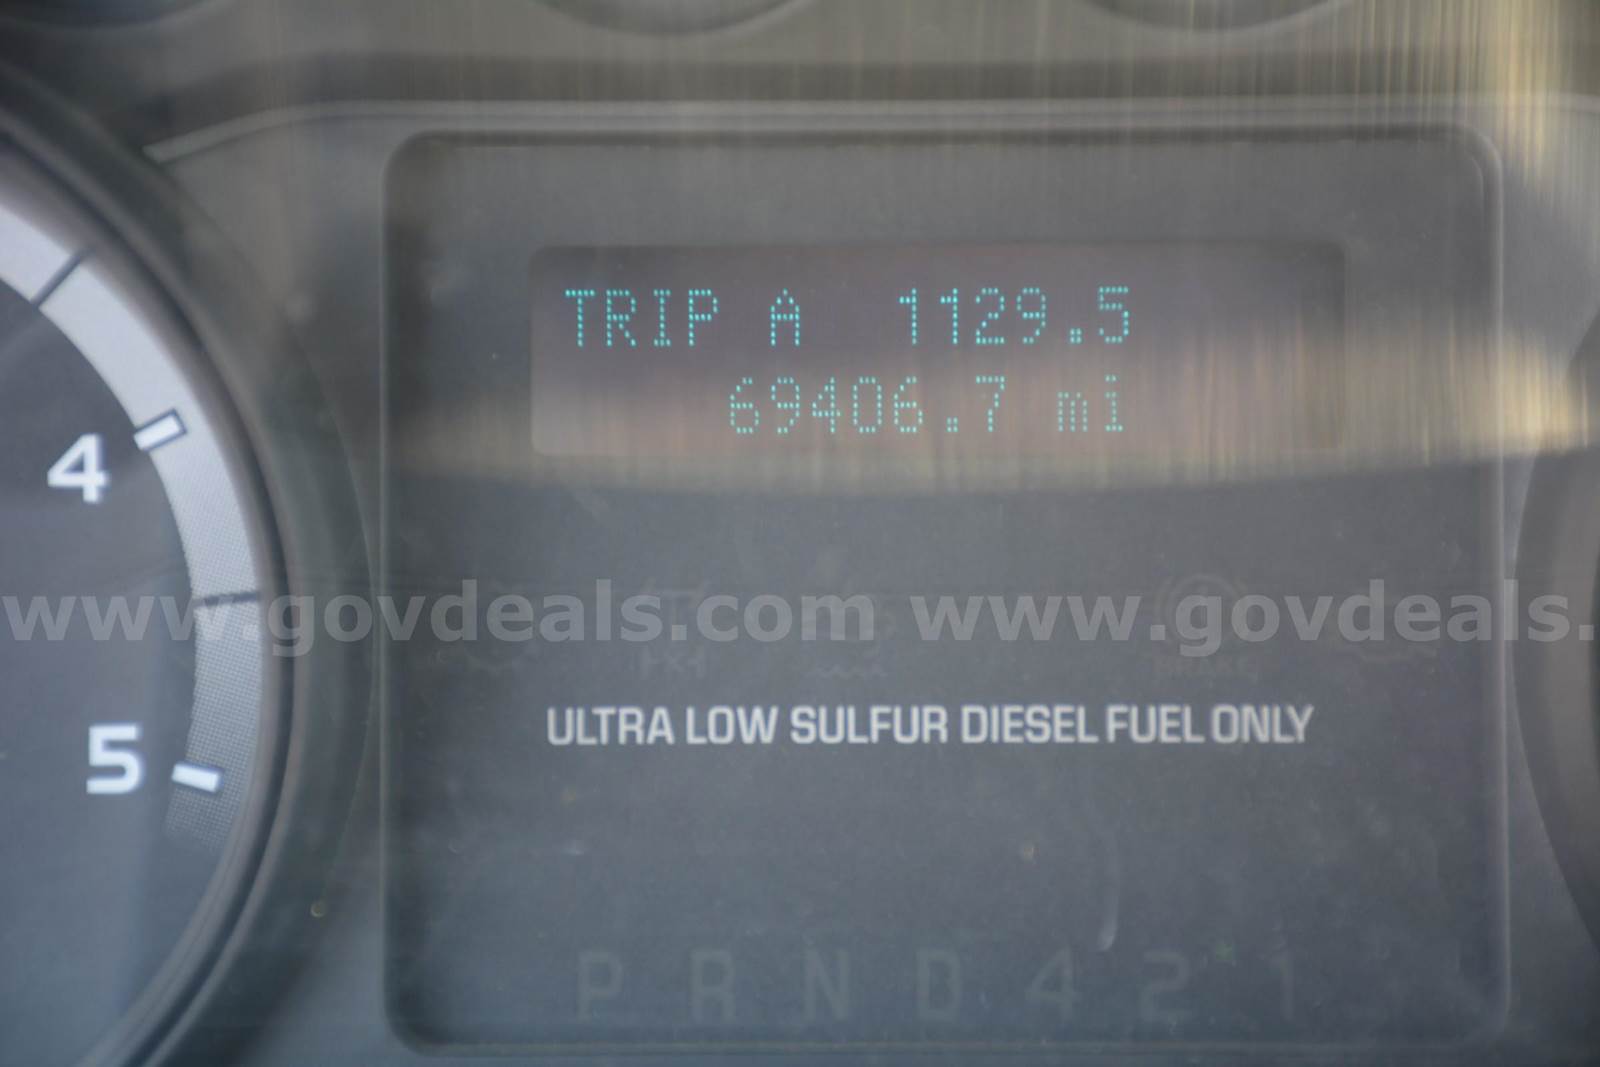 TRIP A 1129.5
69406.7 mi
4
www.govdeals.com www.govdeals.
BRAKE
ULTRA LOW SULFUR DIESEL FUEL ONLY
5
P R N D 4 2 1